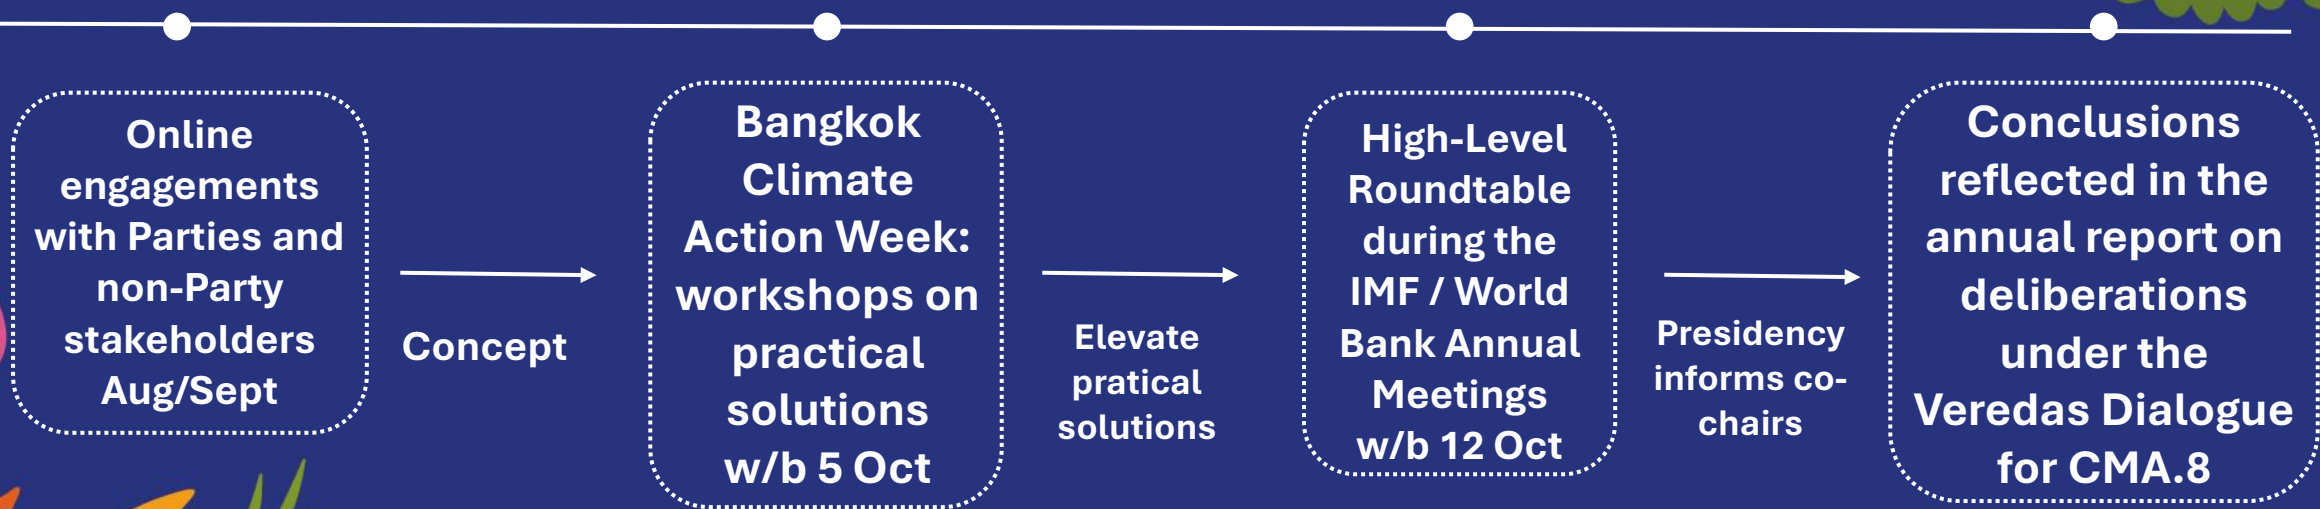 Online
engagements
with Parties and
non-Party
stakeholders
Aug/Sept
Concept
Bangkok
Climate
Action Week:
workshops on
practical
solutions
w/b 5 Oct
Elevate
pratical
solutions
High-Level
Roundtable
during the
IMF / World
Bank Annual
Meetings
w/b 12 Oct
Presidency
informs co-
chairs
Conclusions
reflected in the
annual report on
deliberations
under the
Veredas Dialogue
for CMA.8